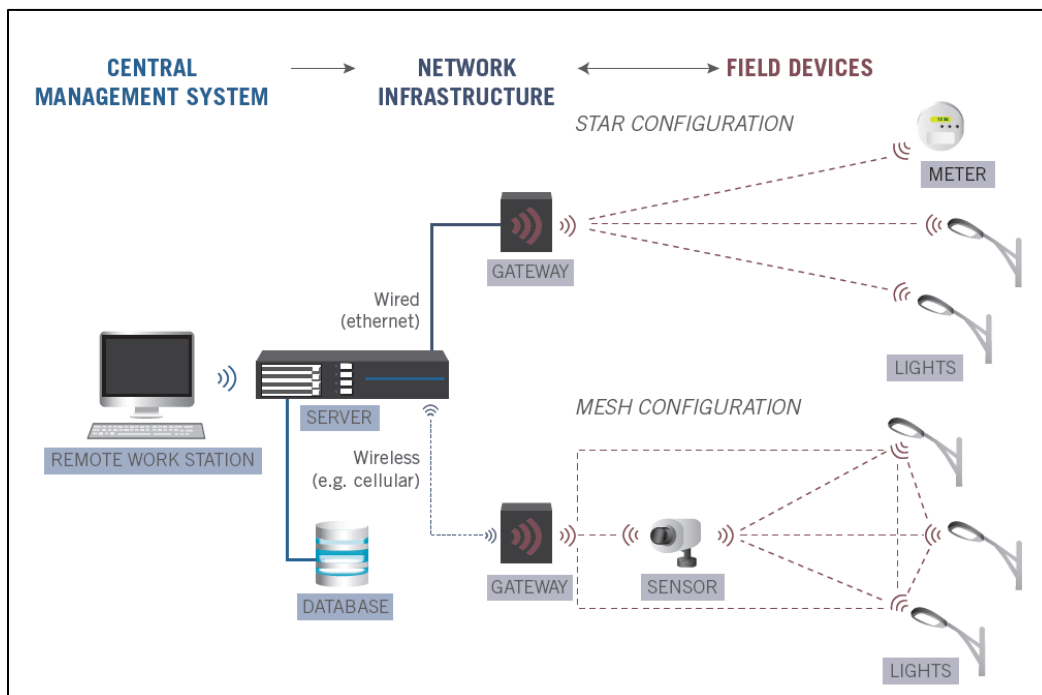 CENTRAL
MANAGEMENT SYSTEM
NETWORK
INFRASTRUCTURE
FIELD DEVICES
STAR CONFIGURATION
METER
GATEWAY
Wired
(ethernet)
LIGHTS
SERVER
MESH CONFIGURATION
REMOTE WORK STATION
Wireless
(e.g. cellular)
GATEWAY
SENSOR
DATABASE
LIGHTS